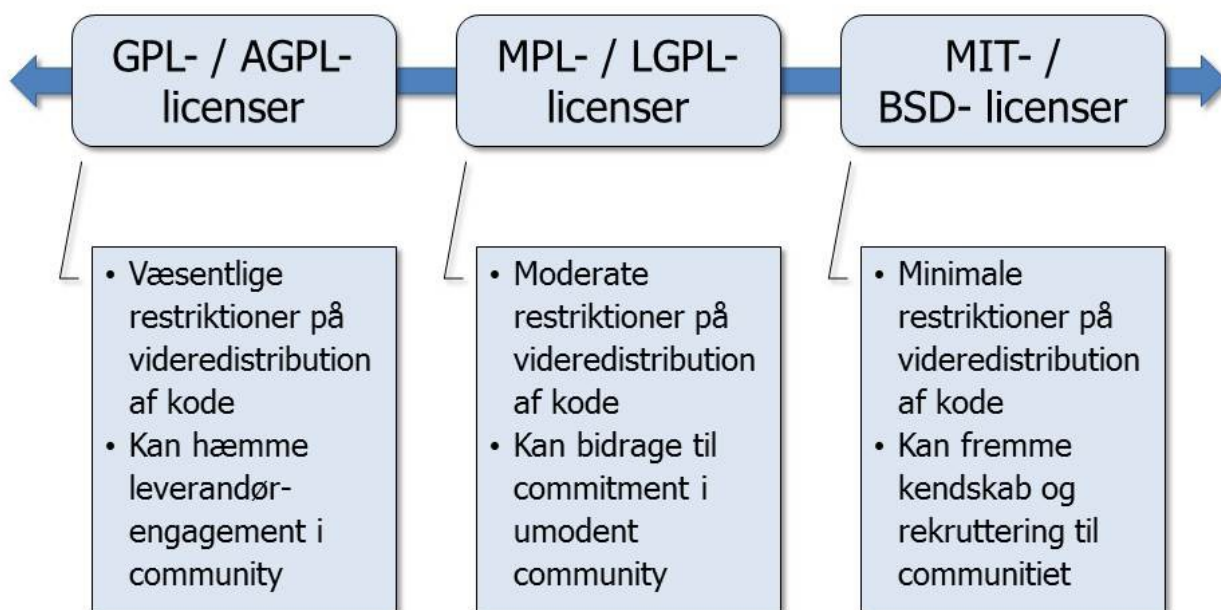 GPL- / AGPL-
licenser
MPL- / LGPL-
licenser
MIT- /
BSD- licenser
• Væsentlige
restriktioner på
videredistribution
af kode
• Kan hæmme
leverandør-
engagement i
community
• Moderate
restriktioner på
videredistribution
af kode
• Kan bidrage til
commitment i
umodent
community
• Minimale
restriktioner på
videredistribution
af kode
• Kan fremme
kendskab og
rekruttering til
communitiet